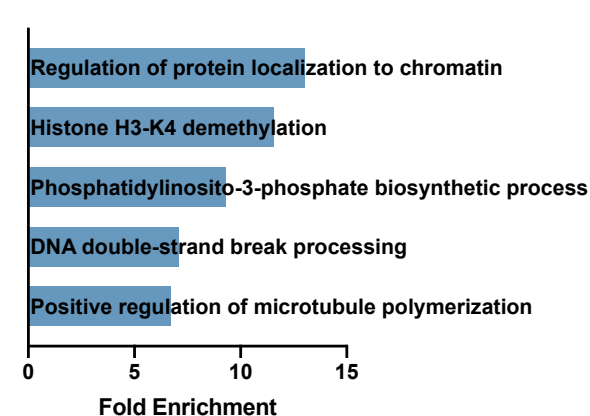 Regulation of protein localization to chromatin
Histone H3-K4 demethylation
Phosphatidylinosito-3-phosphate biosynthetic process
DNA double-strand break processing
Positive regulation of microtubule polymerization
0 5 10 15
Fold Enrichment